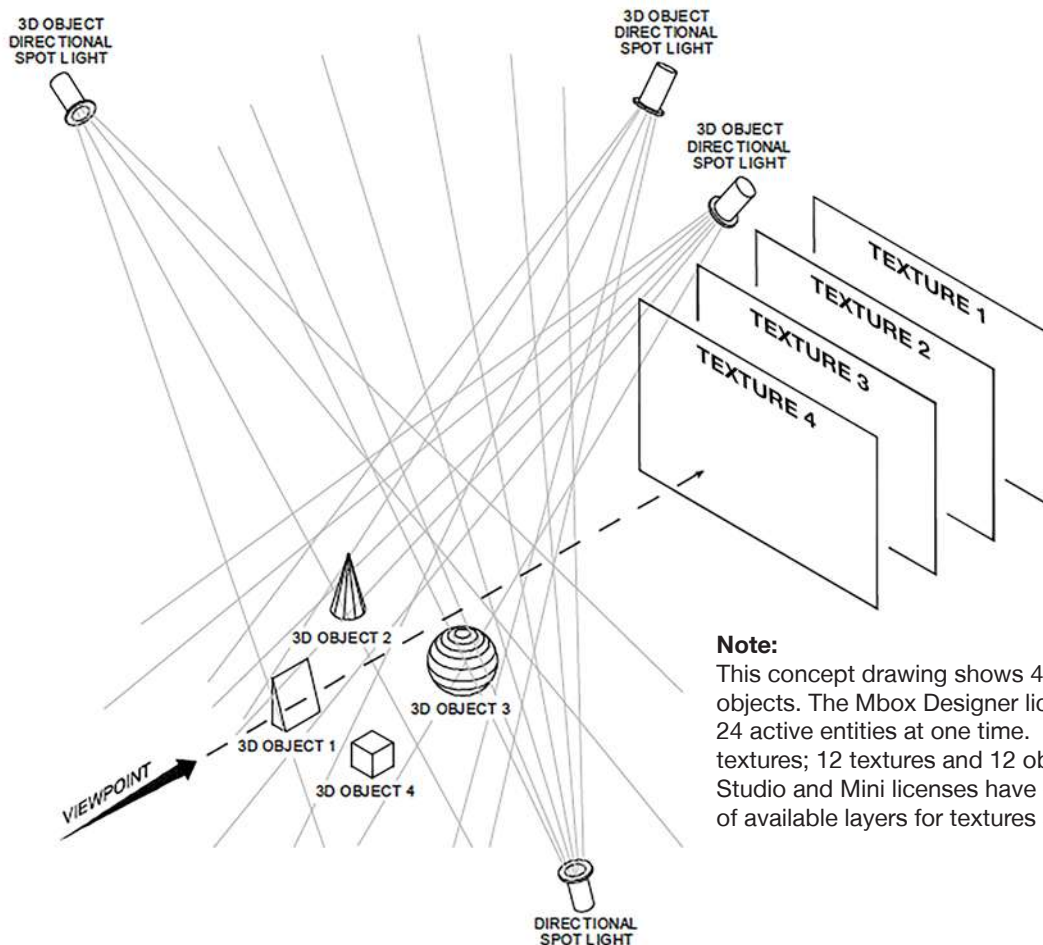 3D OBJECT
DIRECTIONAL
SPOT LIGHT
3D OBJECT
DIRECTIONAL
SPOT LIGHT
3D OBJECT
DIRECTIONAL
SPOT LIGHT
TEXTURE 1
TEXTURE 2
TEXTURE 3
TEXTURE 4
3D OBJECT 2
3D OBJECT 3
3D OBJECT 1
3D OBJECT 4
VIEWPOINT
Note:
This concept drawing shows 4
objects. The Mbox Designer lic
24 active entities at one time.
textures; 12 textures and 12 ob
Studio and Mini licenses have
of available layers for textures
DIRECTIONAL
SPOT LIGHT